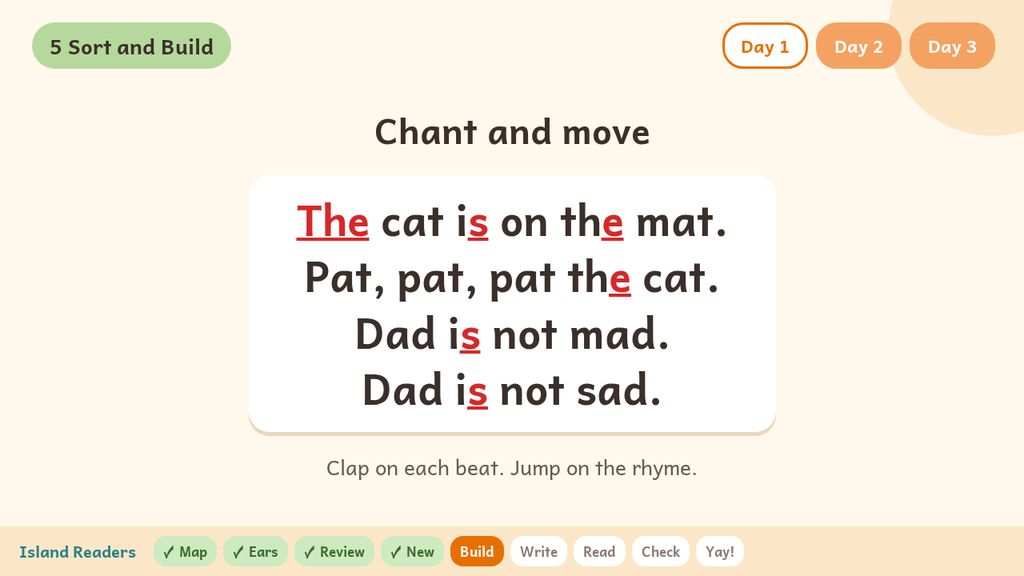 5 Sort and Build
Day 1 Day 2 Day 3
Chant and move
The cat is on the mat.
Pat, pat, pat the cat.
Dad is not mad.
Dad is not sad.
Clap on each beat. Jump on the rhyme.
Island Readers ✓ Map ✓ Ears ✓ Review ✓ New Build Write Read Check Yay!